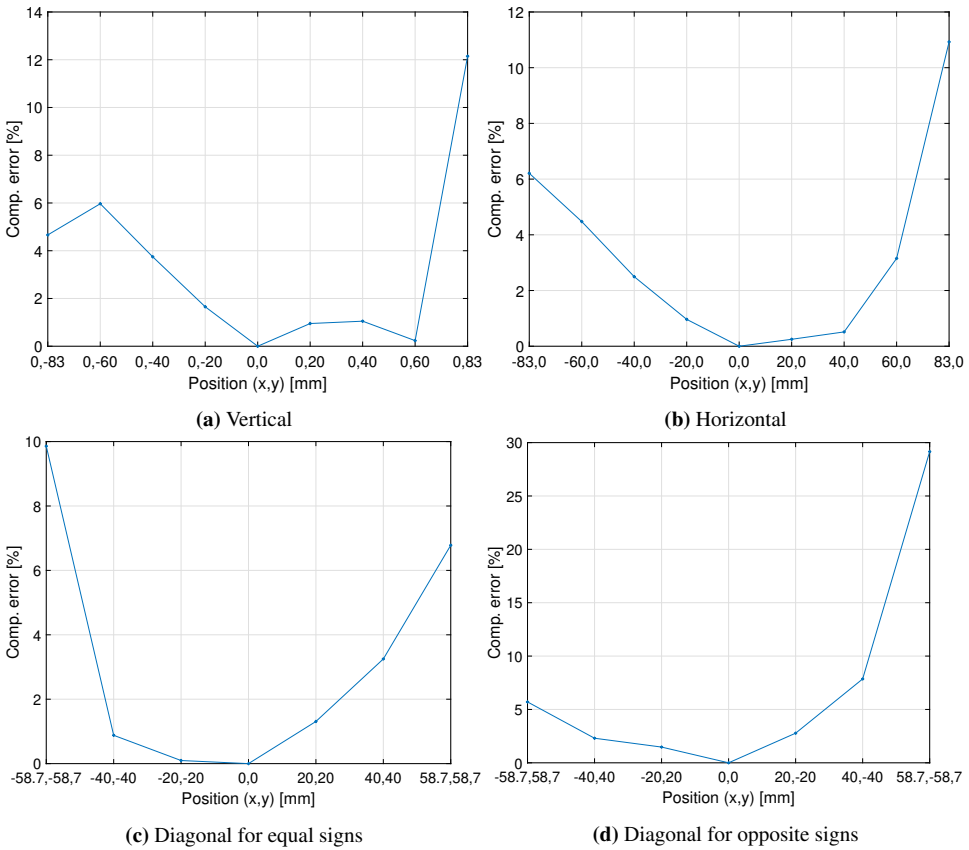 14
12
10
8
6
4
2
0
Comp. error [%]
0,-83 0,-60 0,-40 0,-20 0,0 0,20 0,40 0,60 0,83
Position (x,y) [mm]
(a) Vertical
12
10
8
6
4
2
0
Comp. error [%]
-83,0 -60,0 -40,0 -20,0 0,0 20,0 40,0 60,0 83,0
Position (x,y) [mm]
(b) Horizontal
10
8
6
4
2
0
Comp. error [%]
-58.7,-58,7 -40,-40 -20,-20 0,0 20,20 40,40 58.7,58,7
Position (x,y) [mm]
(c) Diagonal for equal signs
30
25
20
15
10
5
0
Comp. error [%]
-58.7,58,7 -40,40 -20,20 0,0 20,-20 40,-40 58.7,-58,7
Position (x,y) [mm]
(d) Diagonal for opposite signs